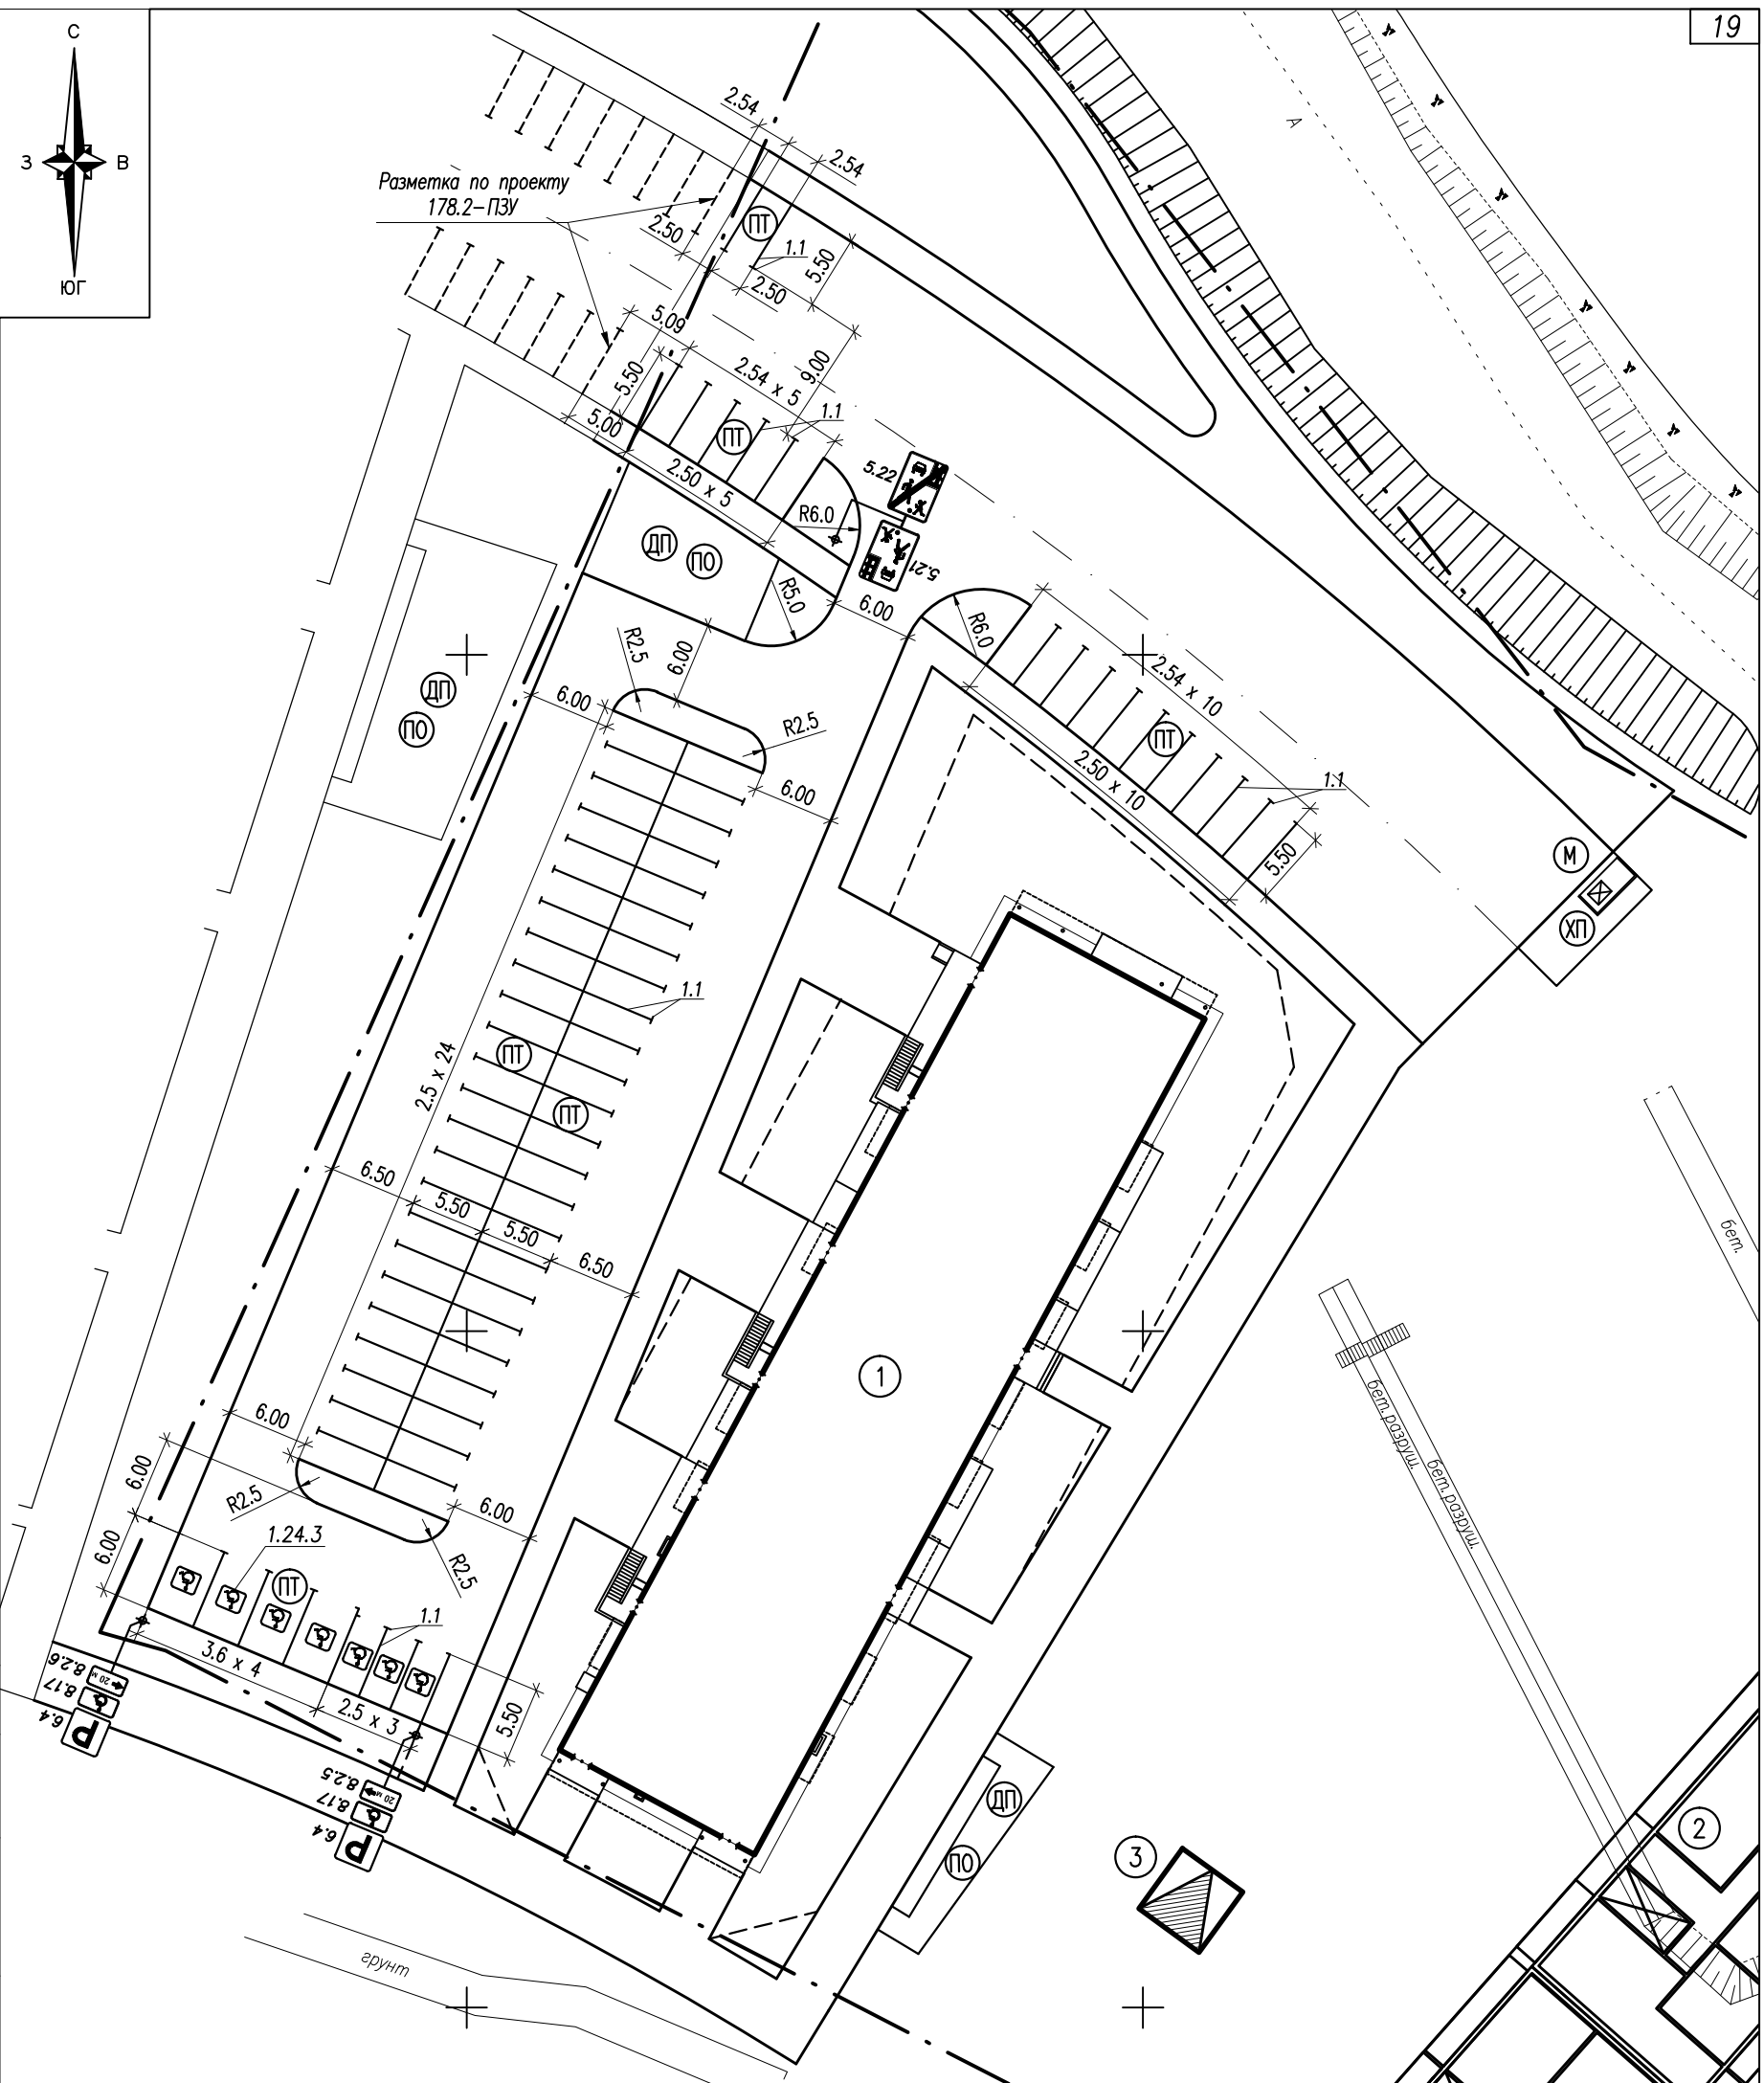 19
С
З
В
ЮГ
А
2.54
2.54
Разметка по проекту
178.2-ПЗУ
ПТ
2.50
1.1
5.50
2.50
5.09
9.00
5.50
2.54 x 5
1.1
5.00
ПТ
2.50 x 5
5.22
R6.0
ДП
ПО
5.21
R5.0
6.00
R6.0
R2.5
6.00
2.54 x 10
ДП
6.00
ПО
R2.5
ПТ
2.50 x 10
6.00
1.1
5.50
М
ХП
1.1
ПТ
2.5 x 24
ПТ
6.50
5.50
5.50
6.50
бет.
1
бет.разруш.
бет.разруш.
6.00
6.00
R2.5
6.00
1.24.3
6.00
R2.5
ПТ
1.1
3.6 x 4
8.2.6
20 м
8.17
6.4
P
2.5 x 3
5.50
8.2.5
20 м
8.17
6.4
P
ДП
ПО
3
2
грунт